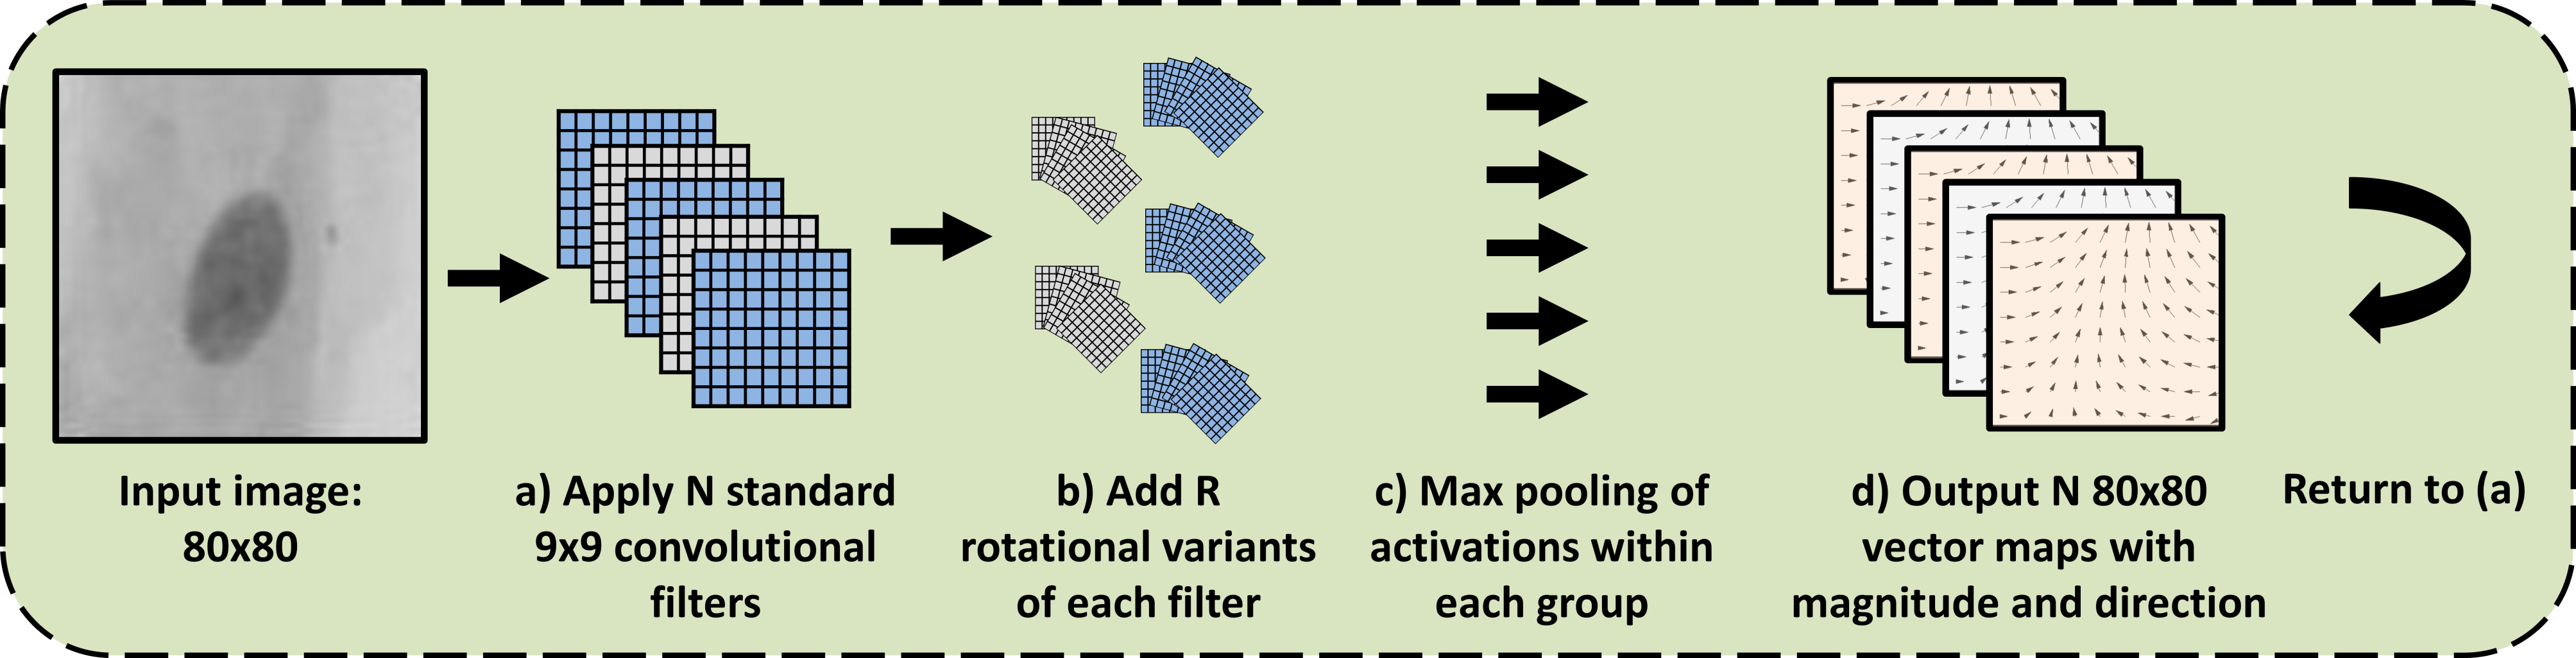 Input image:
80x80
a) Apply N standard
9x9 convolutional
filters
b) Add R
rotational variants
of each filter
c) Max pooling of
activations within
each group
d) Output N 80x80
vector maps with
magnitude and direction
Return to (a)